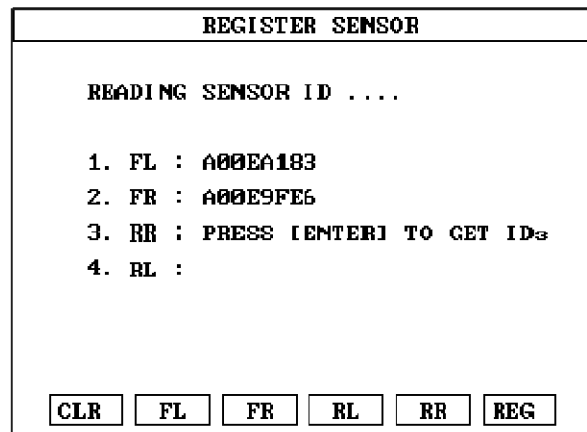 REGISTER SENSOR
READING SENSOR ID ....
1. FL : A00EA183
2. FR : A00E9FE6
3. RR : PRESS [ENTER] TO GET ID3
4. RL :
CLR FL FR RL RR REG